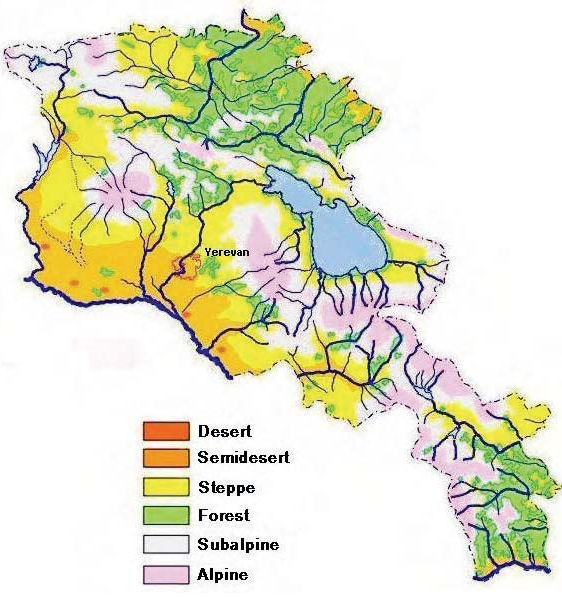 Yerevan
Desert
Semidesert
Steppe
Forest
Subalpine
Alpine